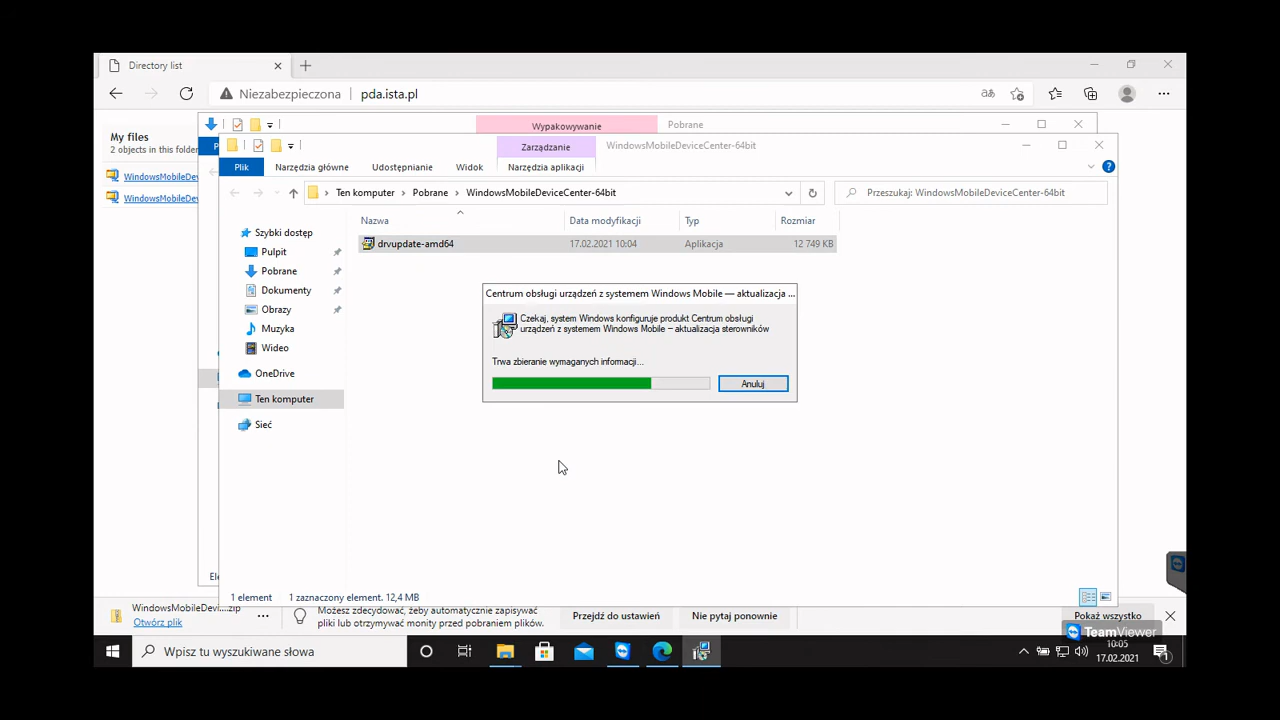 Directory list
Niezabezpieczona
pda.ista.pl
My files
2 objects in this folder
WindowsMobileDev
WindowsMobileDev
Wypakowywanie
Pobrane
Zarządzanie
WindowsMobileDeviceCenter-64bit
Plik
Narzędzia główne
Udostępnianie
Widok
Narzędzia aplikacji
Ten komputer > Pobrane > WindowsMobileDeviceCenter-64bit
Przeszukaj: WindowsMobileDeviceCenter-64bit
Nazwa
Data modyfikacji
Typ
Rozmiar
drvupdate-amd64
17.02.2021 10:04
Aplikacja
12 749 KB
Szybki dostęp
Pulpit
Pobrane
Dokumenty
Obrazy
Muzyka
Wideo
OneDrive
Ten komputer
Sieć
Centrum obsługi urządzeń z systemem Windows Mobile — aktualizacja ...
Czekaj, system Windows konfiguruje produkt Centrum obsługi
urządzeń z systemem Windows Mobile – aktualizacja sterowników
Trwa zbieranie wymaganych informacji...
Anuluj
Ele
1 element
1 zaznaczony element. 12,4 MB
WindowsMobileDevi....zip
Otwórz plik
Możesz zdecydować, żeby automatycznie zapisywać
pliki lub otrzymywać monity przed pobraniem plików.
Przejdź do ustawień
Nie pytaj ponownie
Pokaż wszystko
TeamViewer
Wpisz tu wyszukiwane słowa
10:05
17.02.2021
1